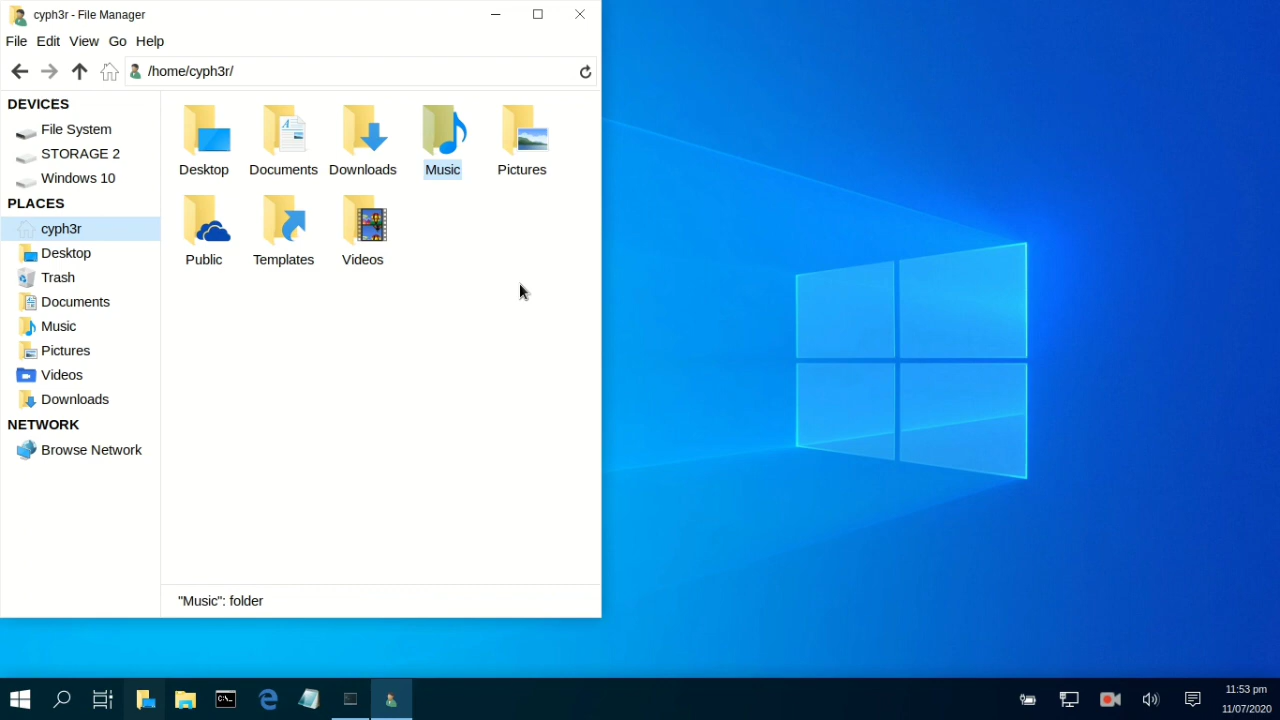 cyph3r - File Manager
File Edit View Go Help
/home/cyph3r/
DEVICES
File System
STORAGE 2
Windows 10
PLACES
cyph3r
Desktop
Trash
Documents
Music
Pictures
Videos
Downloads
NETWORK
Browse Network
Desktop Documents Downloads Music Pictures
Public Templates Videos
"Music": folder
11:53 pm
11/07/2020